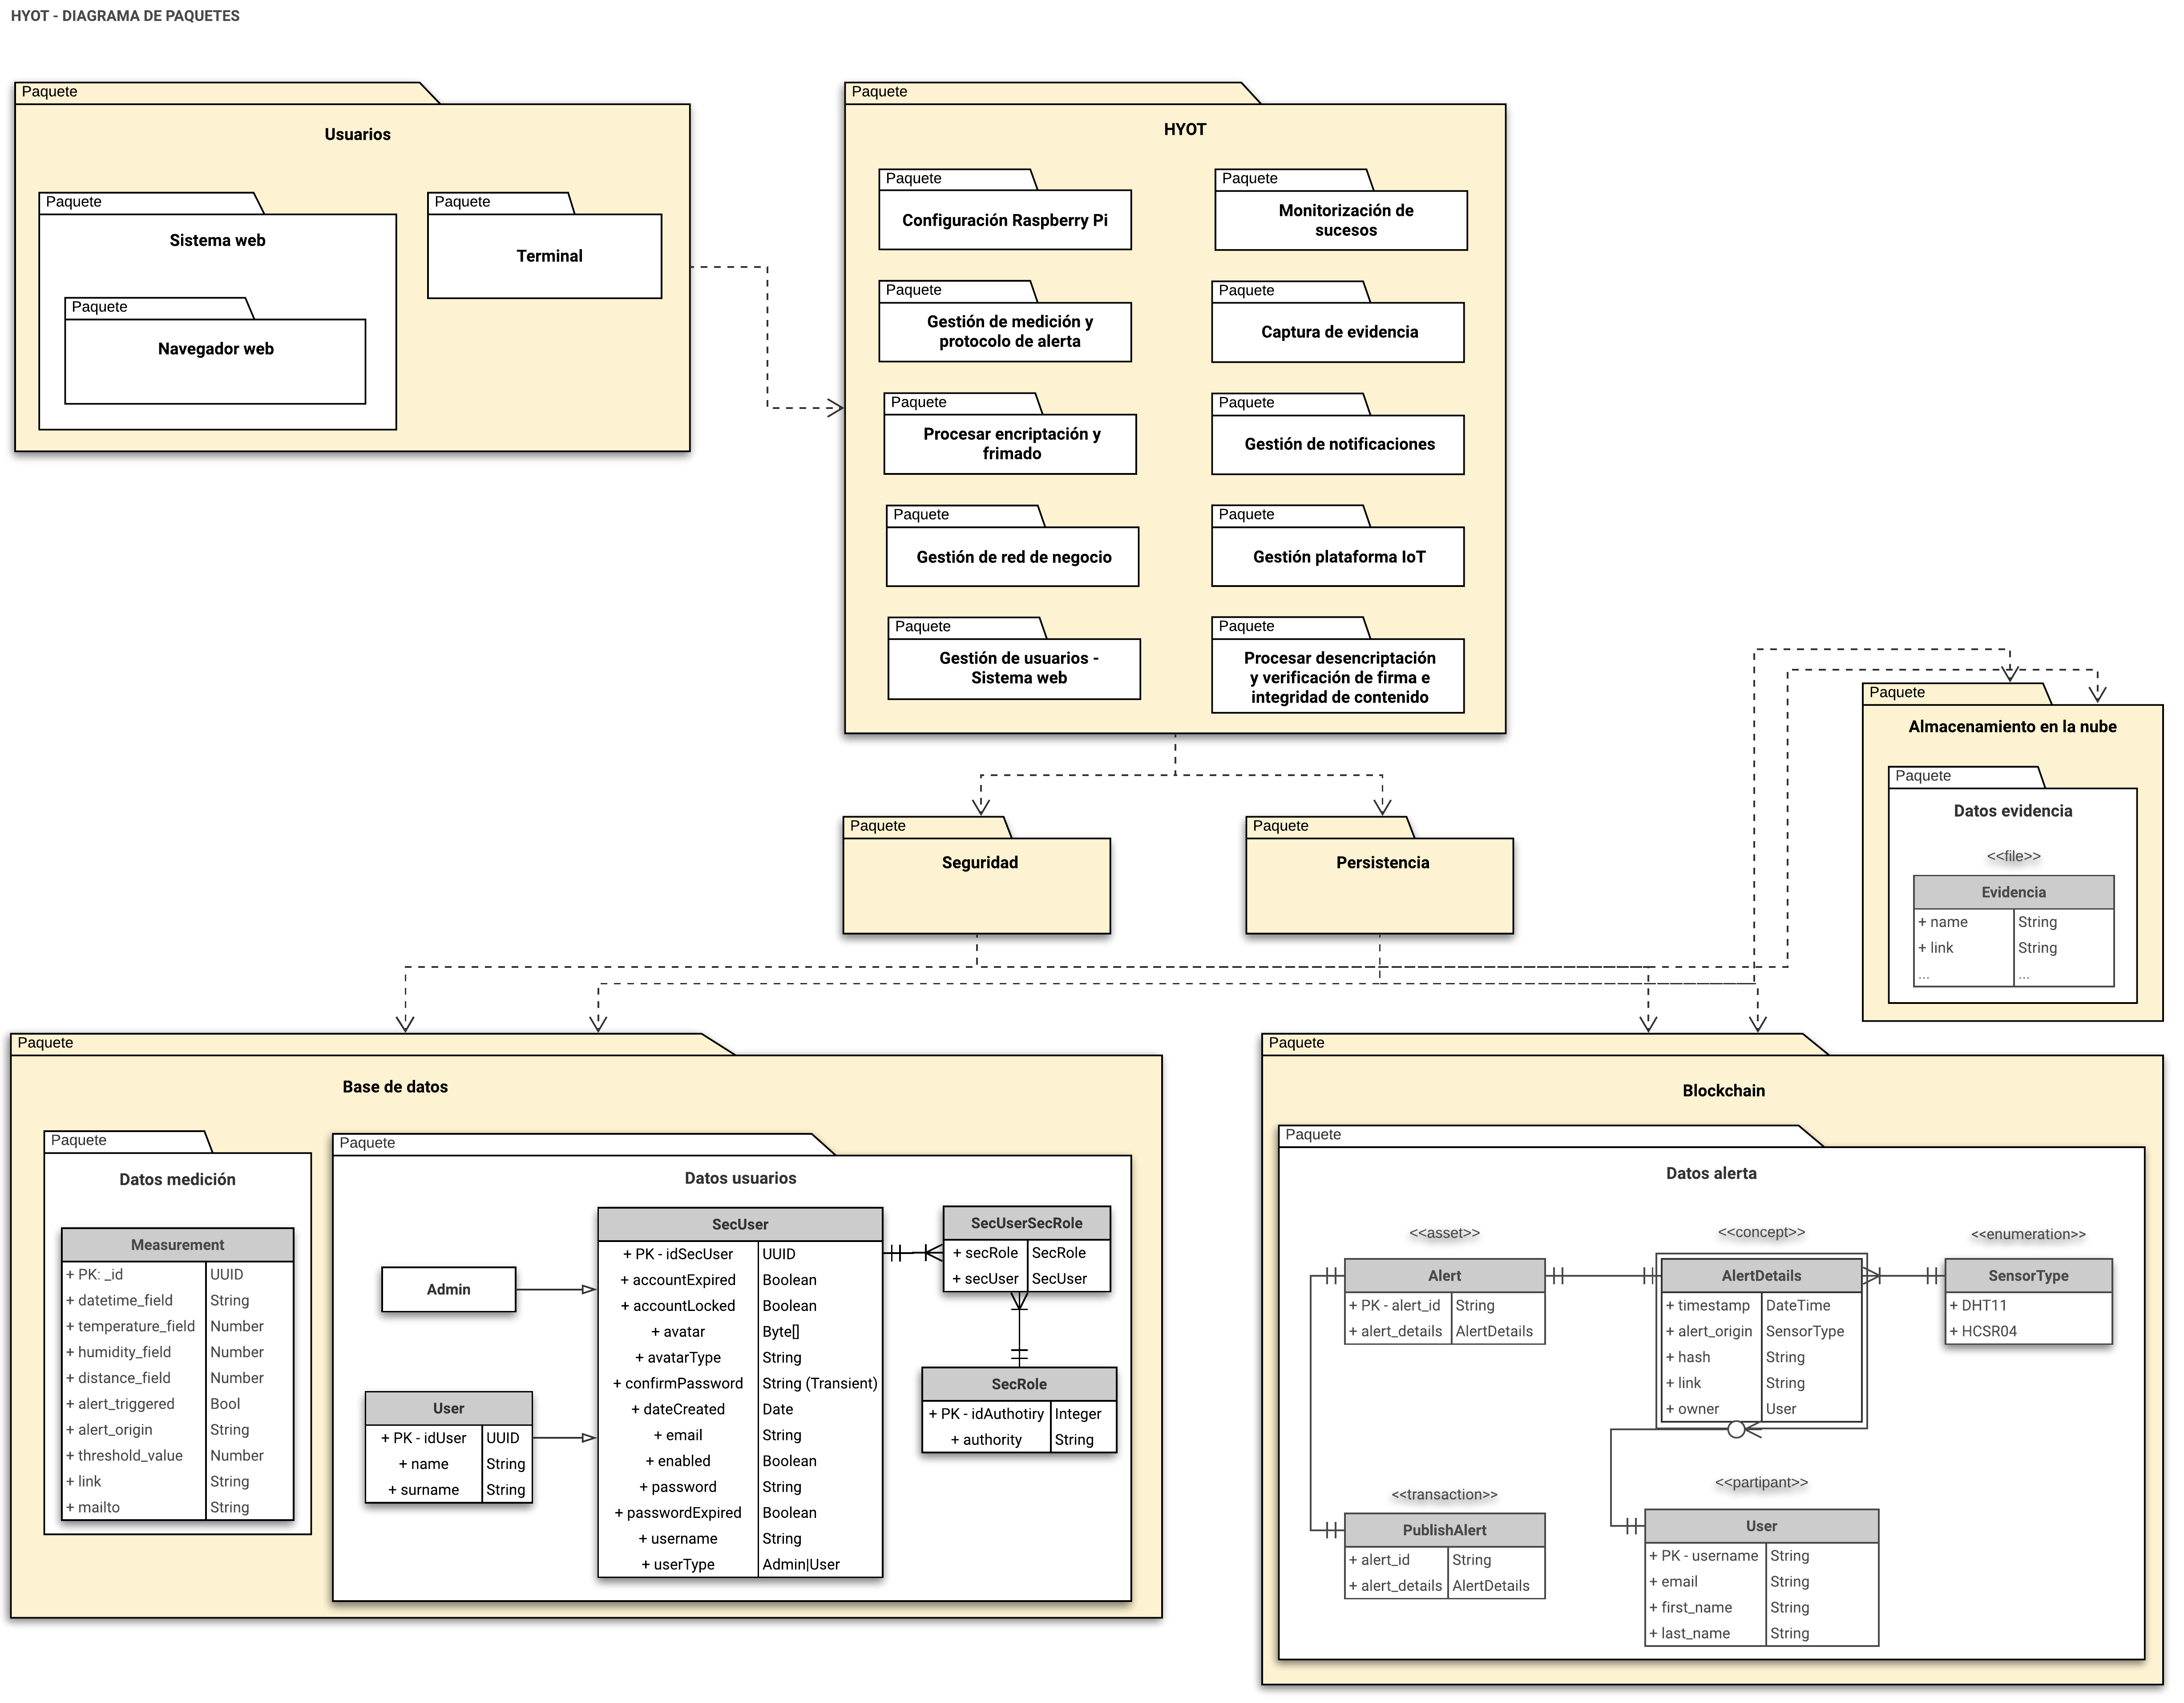 HYOT - DIAGRAMA DE PAQUETES
Paquete
Usuarios
Paquete
Sistema web
Paquete
Navegador web
Paquete
Terminal
Paquete
HYOT
Paquete
Configuración Raspberry Pi
Paquete
Monitorización de
sucesos
Paquete
Gestión de medición y
protocolo de alerta
Paquete
Captura de evidencia
Paquete
Procesar encriptación y
frimado
Paquete
Gestión de notificaciones
Paquete
Gestión de red de negocio
Paquete
Gestión plataforma IoT
Paquete
Gestión de usuarios -
Sistema web
Paquete
Procesar desencriptación
y verificación de firma e
integridad de contenido
Paquete
Seguridad
Paquete
Persistencia
Paquete
Almacenamiento en la nube
Paquete
Datos evidencia
<<file>>
Evidencia
+ name String
+ link String
... ...
Paquete
Base de datos
Paquete
Datos medición
Measurement
+ PK: _id UUID
+ datetime_field String
+ temperature_field Number
+ humidity_field Number
+ distance_field Number
+ alert_triggered Bool
+ alert_origin String
+ threshold_value Number
+ link String
+ mailto String
Paquete
Datos usuarios
Admin
User
+ PK - idUser UUID
+ name String
+ surname String
SecUser
+ PK - idSecUser UUID
+ accountExpired Boolean
+ accountLocked Boolean
+ avatar Byte[]
+ avatarType String
+ confirmPassword String (Transient)
+ dateCreated Date
+ email String
+ enabled Boolean
+ password String
+ passwordExpired Boolean
+ username String
+ userType Admin|User
SecUserSecRole
+ secRole SecRole
+ secUser SecUser
SecRole
+ PK - idAuthotiry Integer
+ authority String
Paquete
Blockchain
Paquete
Datos alerta
<<asset>>
Alert
+ PK - alert_id String
+ alert_details AlertDetails
<<concept>>
AlertDetails
+ timestamp DateTime
+ alert_origin SensorType
+ hash String
+ link String
+ owner User
<<enumeration>>
SensorType
+ DHT11
+ HCSR04
<<transaction>>
PublishAlert
+ alert_id String
+ alert_details AlertDetails
<<partipant>>
User
+ PK - username String
+ email String
+ first_name String
+ last_name String